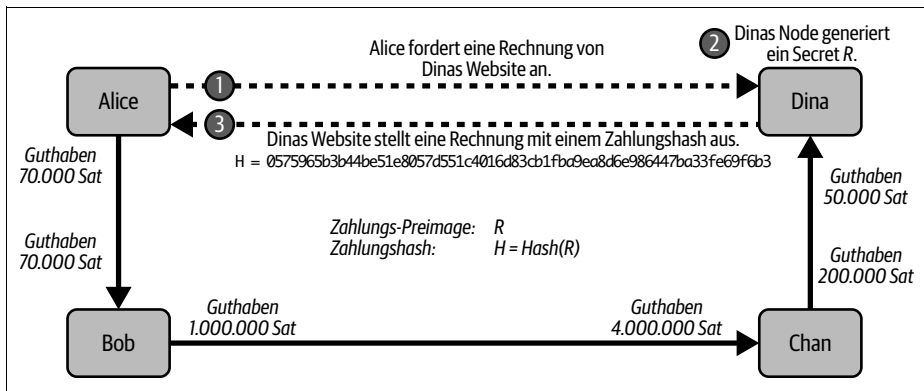 Alice fordert eine Rechnung von
Dinas Website an.
2 Dinas Node generiert
ein Secret R.
Alice
1
Dina
3
Dinas Website stellt eine Rechnung mit einem Zahlungshash aus.
H = 0575965b3b44be51e8057d551c4016d83cb1fba9ea8d6e986447ba33fe69f6b3
Guthaben
70.000 Sat
Guthaben
50.000 Sat
Zahlungs-Preimage: R
Zahlungshash: H = Hash(R)
Guthaben
70.000 Sat
Guthaben
200.000 Sat
Guthaben
1.000.000 Sat
Guthaben
4.000.000 Sat
Bob
Chan